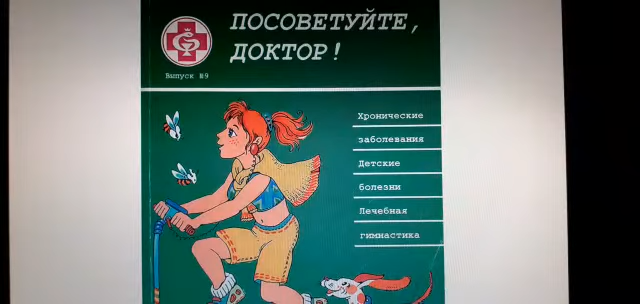 ПОСОВЕТУЙТЕ,
ДОКТОР!
Выпуск №9
Хронические
заболевания
Детские
болезни
Лечебная
гимнастика